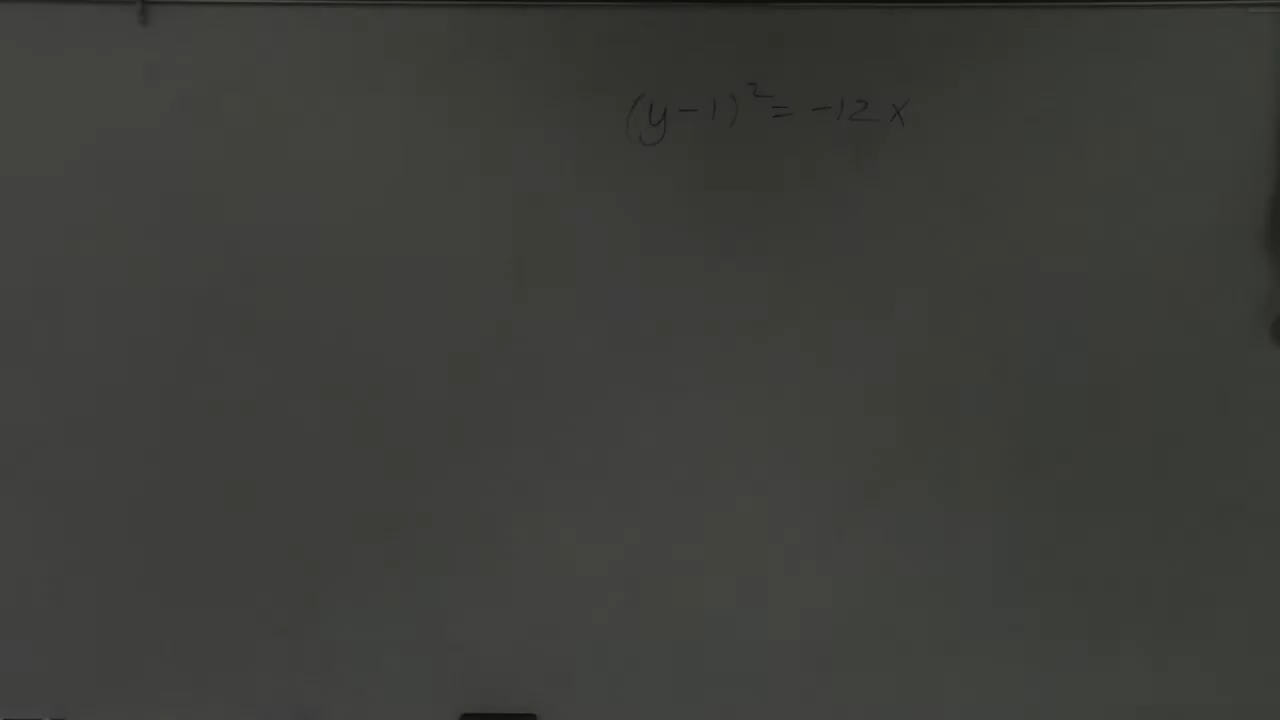 (y-1)² = -12x